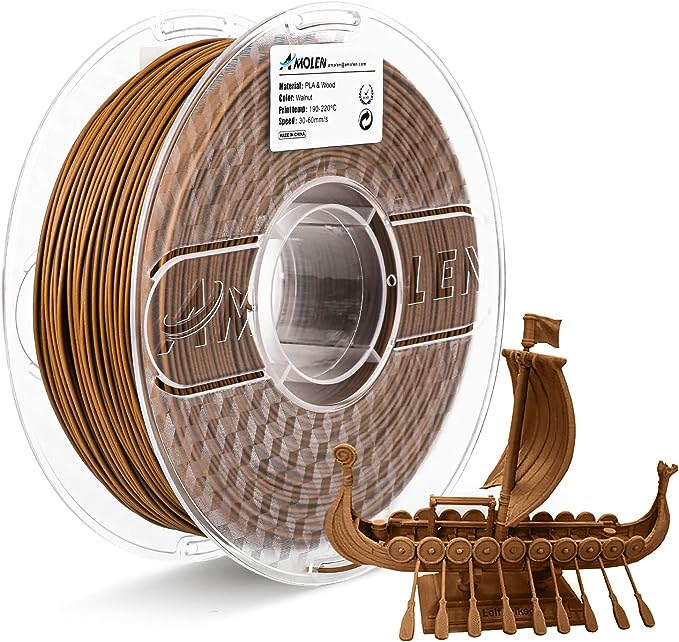 AMOLEN
amolen@amolen.com
Material: PLA & Wood
Color: Walnut
Print temp: 190-220°C
Speed: 30-60mm/s
MADE IN CHINA
AMOLEN
Leif